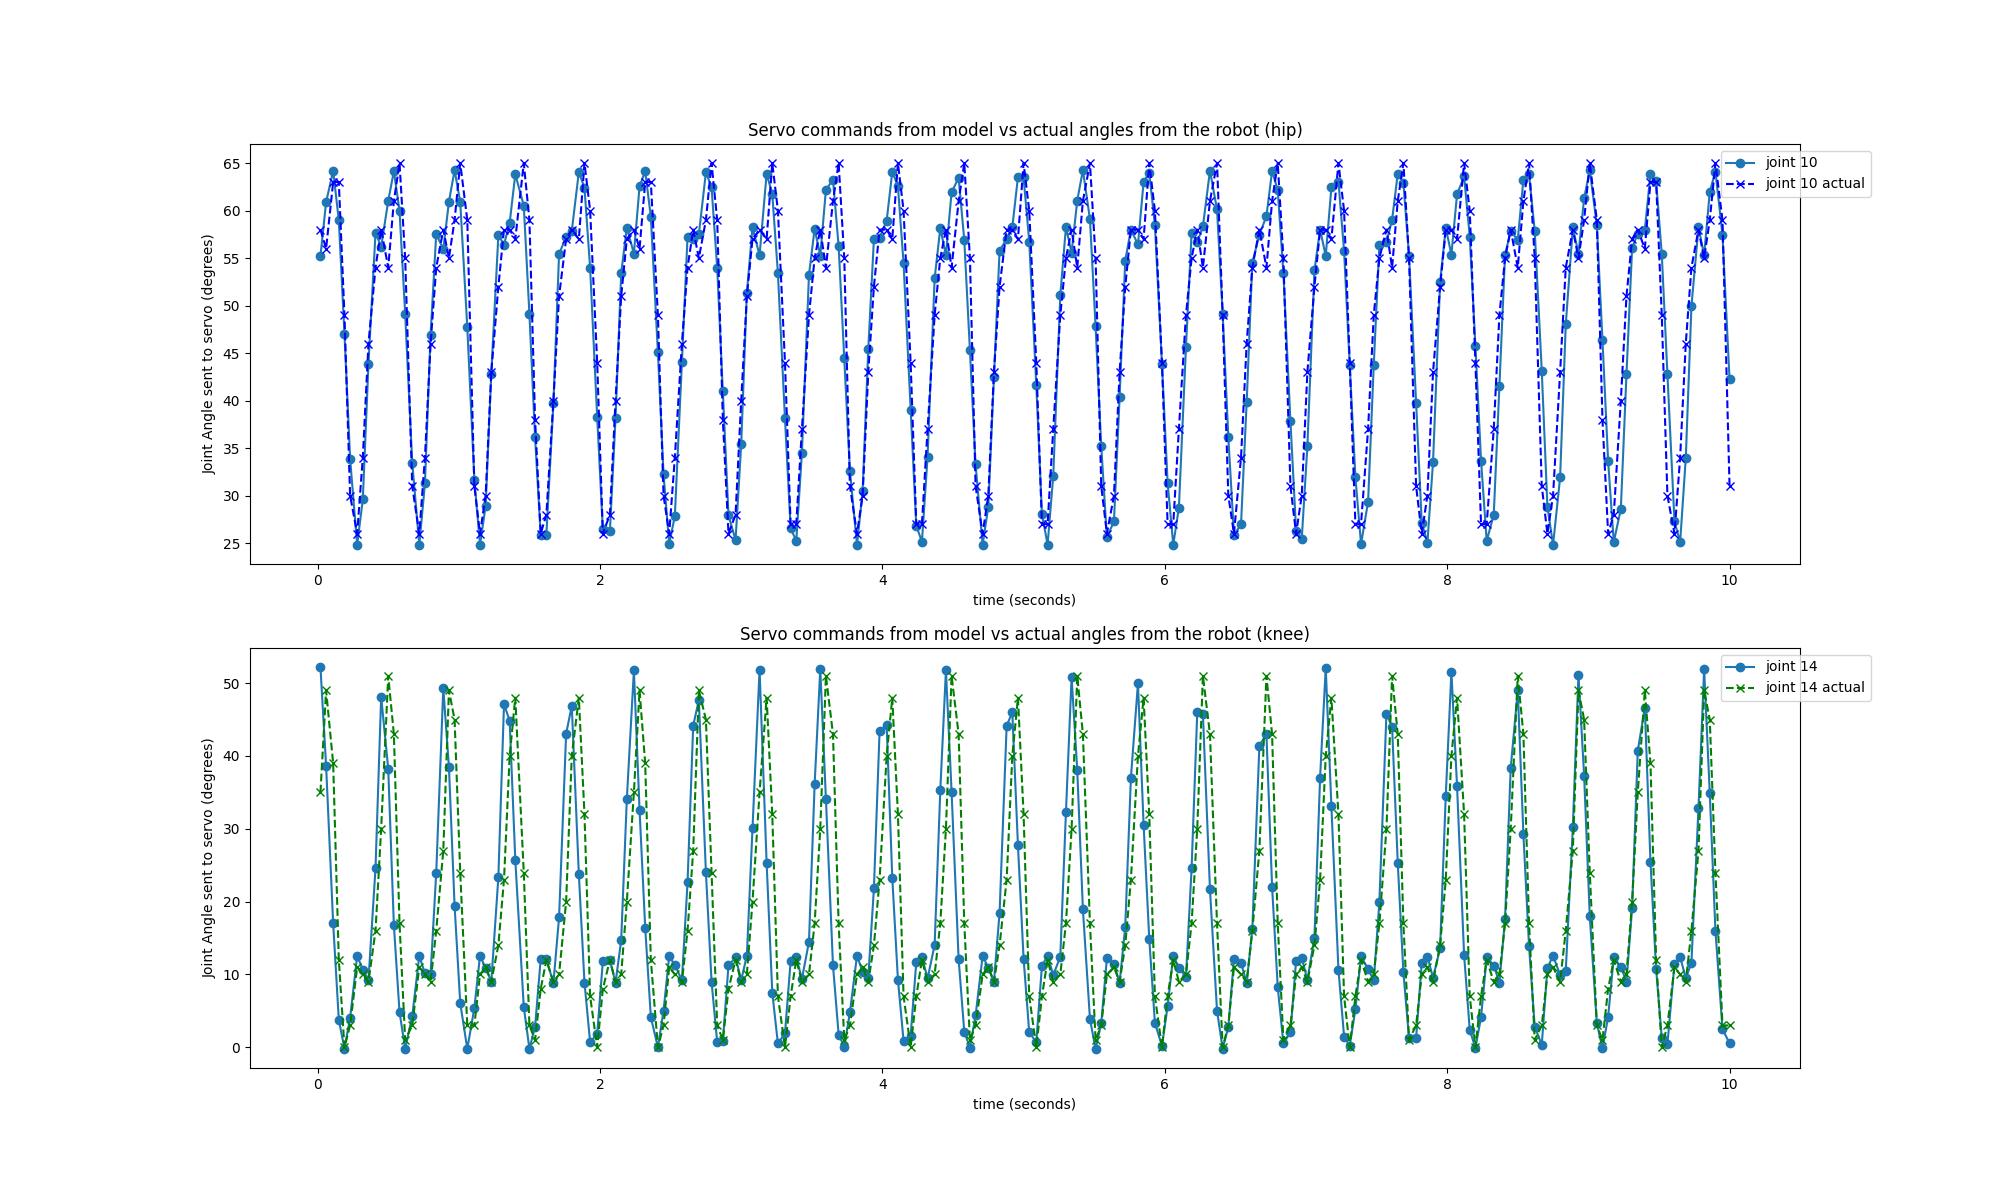 Servo commands from model vs actual angles from the robot (hip)
joint 10
joint 10 actual
Joint Angle sent to servo (degrees)
65
60
55
50
45
40
35
30
25
0 2 4 6 8 10
time (seconds)
Servo commands from model vs actual angles from the robot (knee)
joint 14
joint 14 actual
Joint Angle sent to servo (degrees)
50
40
30
20
10
0
0 2 4 6 8 10
time (seconds)